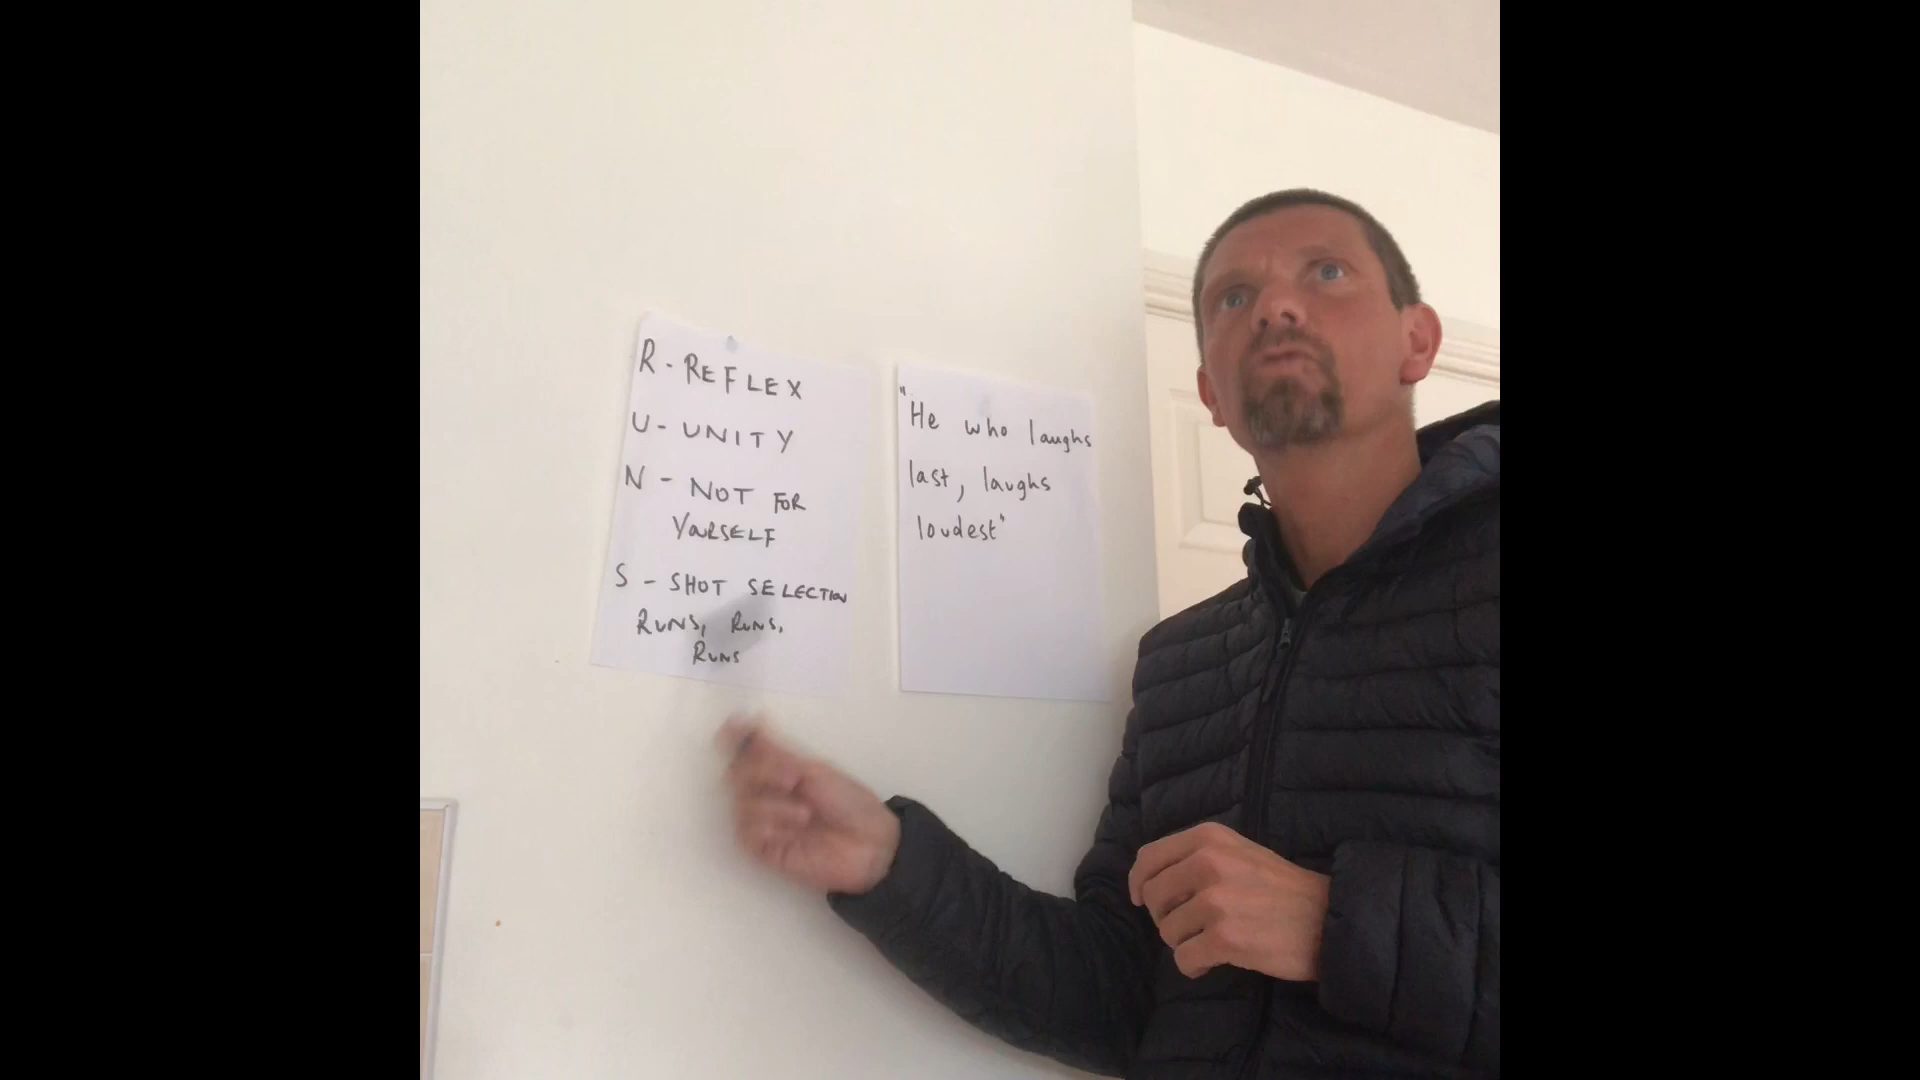 R - REFLEX
U - UNITY
N - NOT FOR
YOURSELF
S - SHOT SELECTION
RUNS, RUNS,
RUNS
"He who laughs
last, laughs
loudest"